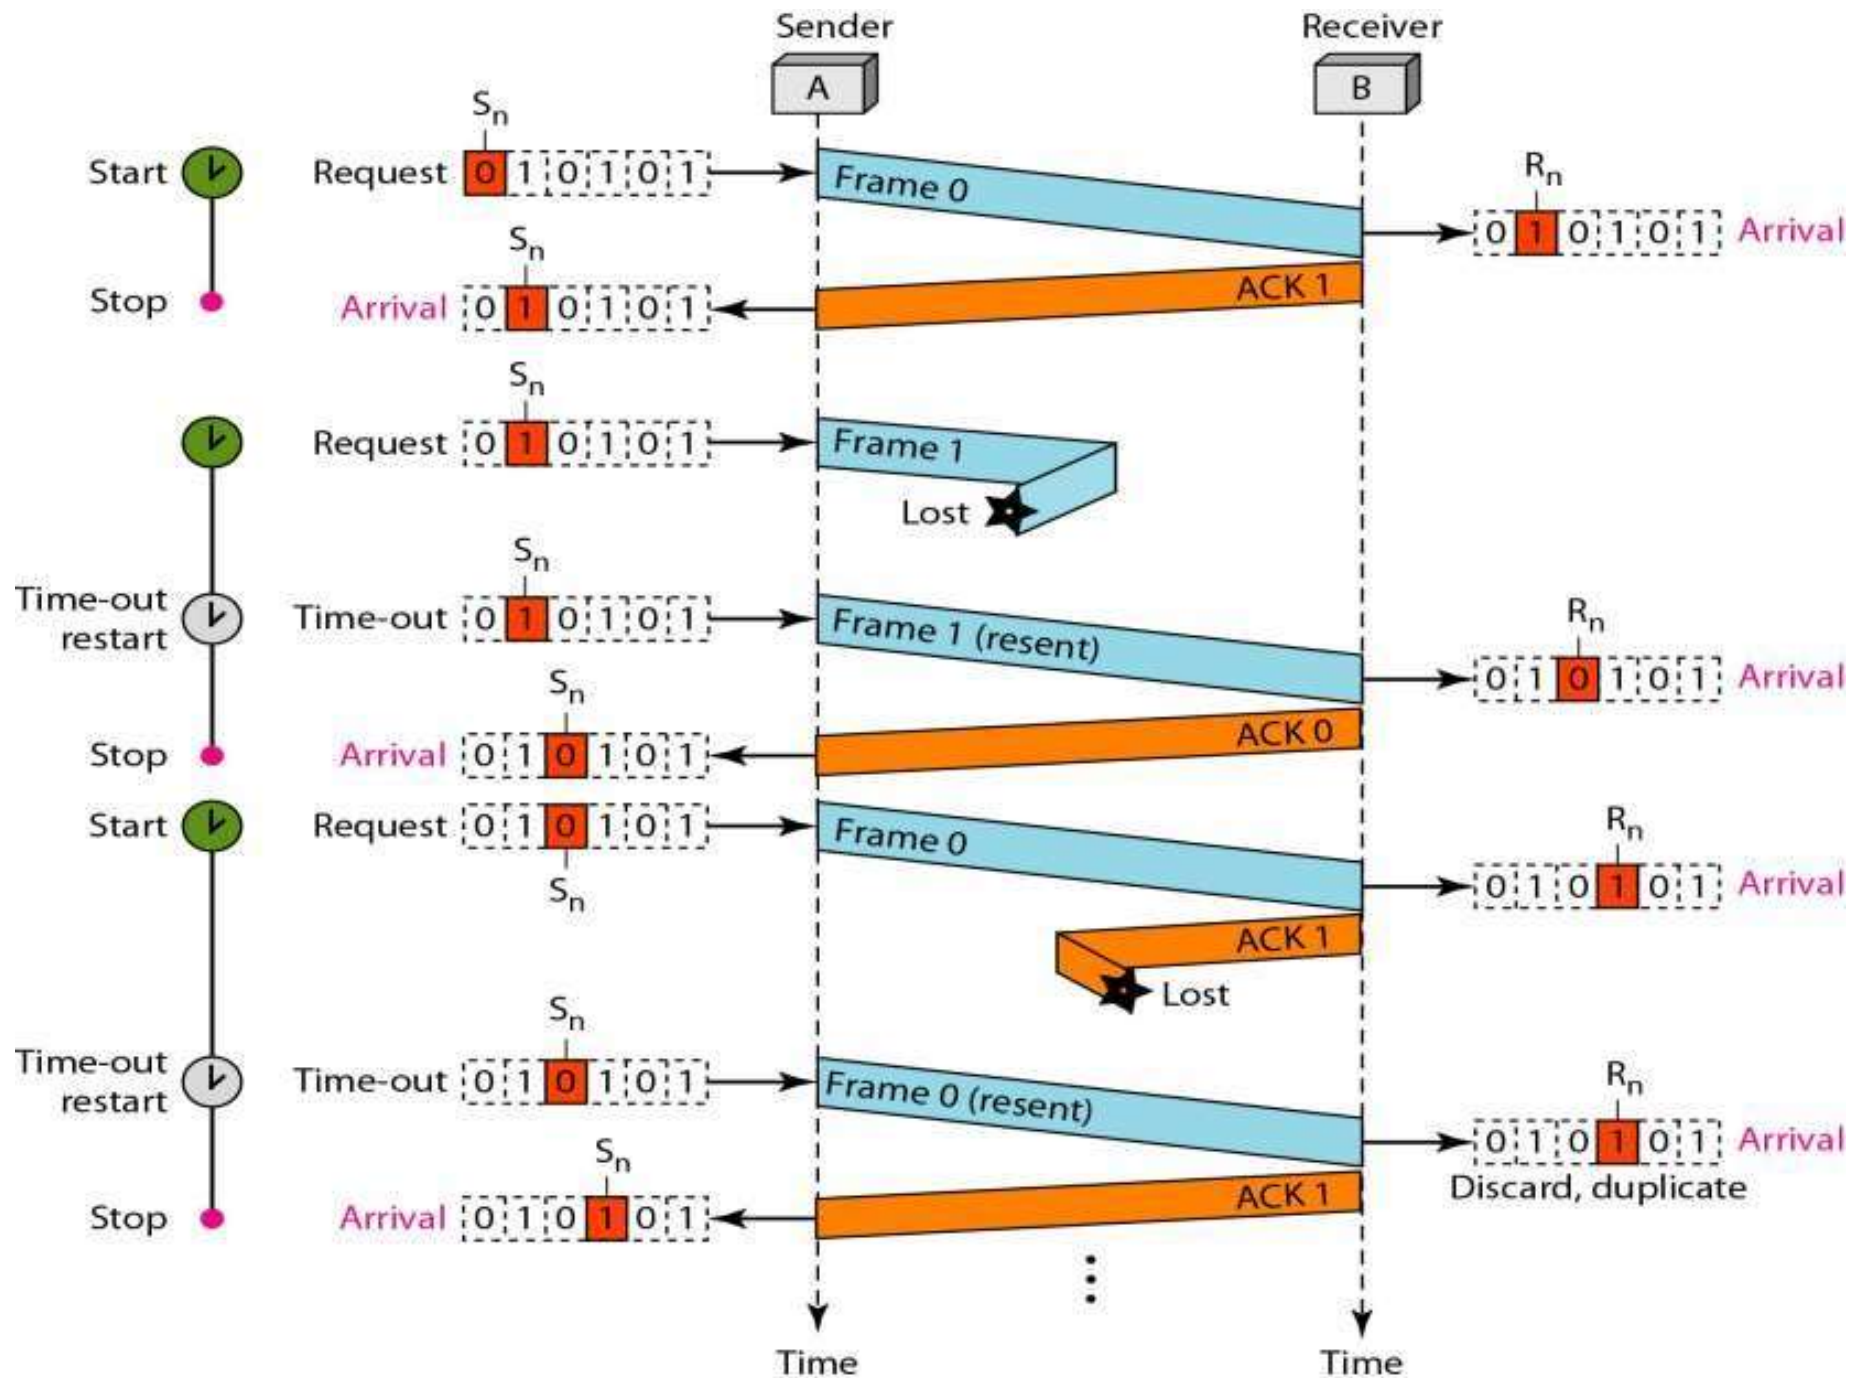 Sender Receiver
A B
Sn
Start Request 0 1 0 1 0 1 Frame 0
Rn
0 1 0 1 0 1 Arrival
Sn
Stop Arrival 0 1 0 1 0 1 ACK 1
Sn
Request 0 1 0 1 0 1 Frame 1
Lost
Sn
Time-out
restart
Time-out 0 1 0 1 0 1 Frame 1 (resent)
Rn
0 1 0 1 0 1 Arrival
Sn
Stop Arrival 0 1 0 1 0 1 ACK 0
Start Request 0 1 0 1 0 1 Frame 0
Sn
Rn
0 1 0 1 0 1 Arrival
ACK 1
Lost
Sn
Time-out
restart
Time-out 0 1 0 1 0 1 Frame 0 (resent)
Rn
0 1 0 1 0 1 Arrival
Discard, duplicate
Sn
Stop Arrival 0 1 0 1 0 1 ACK 1
Time Time